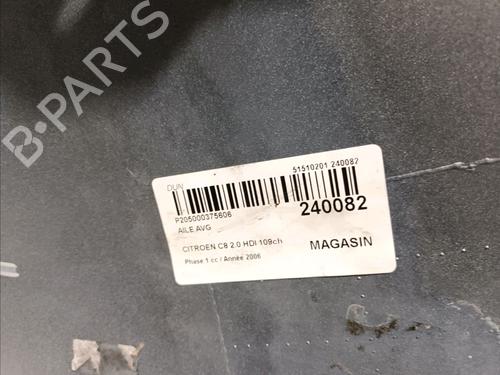 B-PARTS
DUN
51510201 240082
P205000375606
240082
AILE AVG
CITROEN C8 2.0 HDI 109ch
MAGASIN
Phase 1 cc / Année 2006